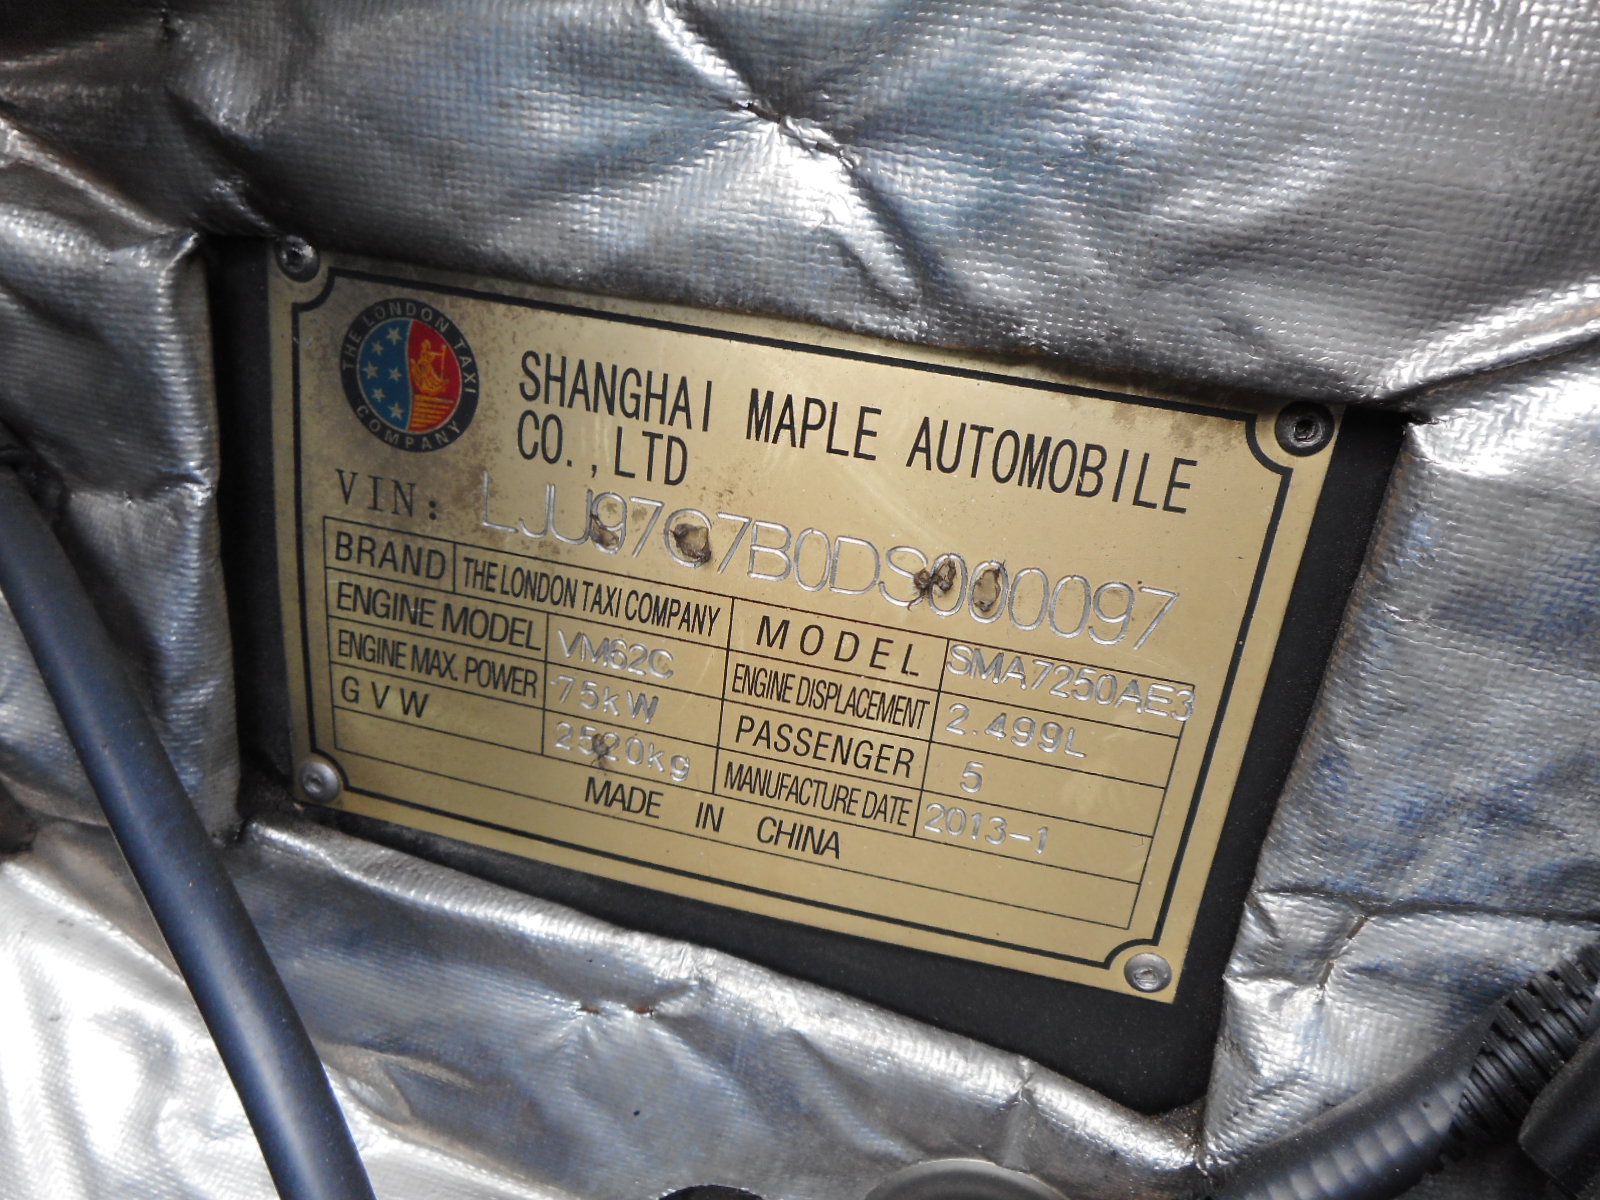 THE LONDON TAXI COMPANY
SHANGHAI MAPLE AUTOMOBILE
CO.,LTD
VIN: LJU97C7B0DS000097
BRAND THE LONDON TAXI COMPANY MODEL SMA7250AE3
ENGINE MODEL VM62C ENGINE DISPLACEMENT 2.499L
ENGINE MAX. POWER 75kW PASSENGER 5
GVW 2520kg MANUFACTURE DATE 2013-1
MADE IN CHINA